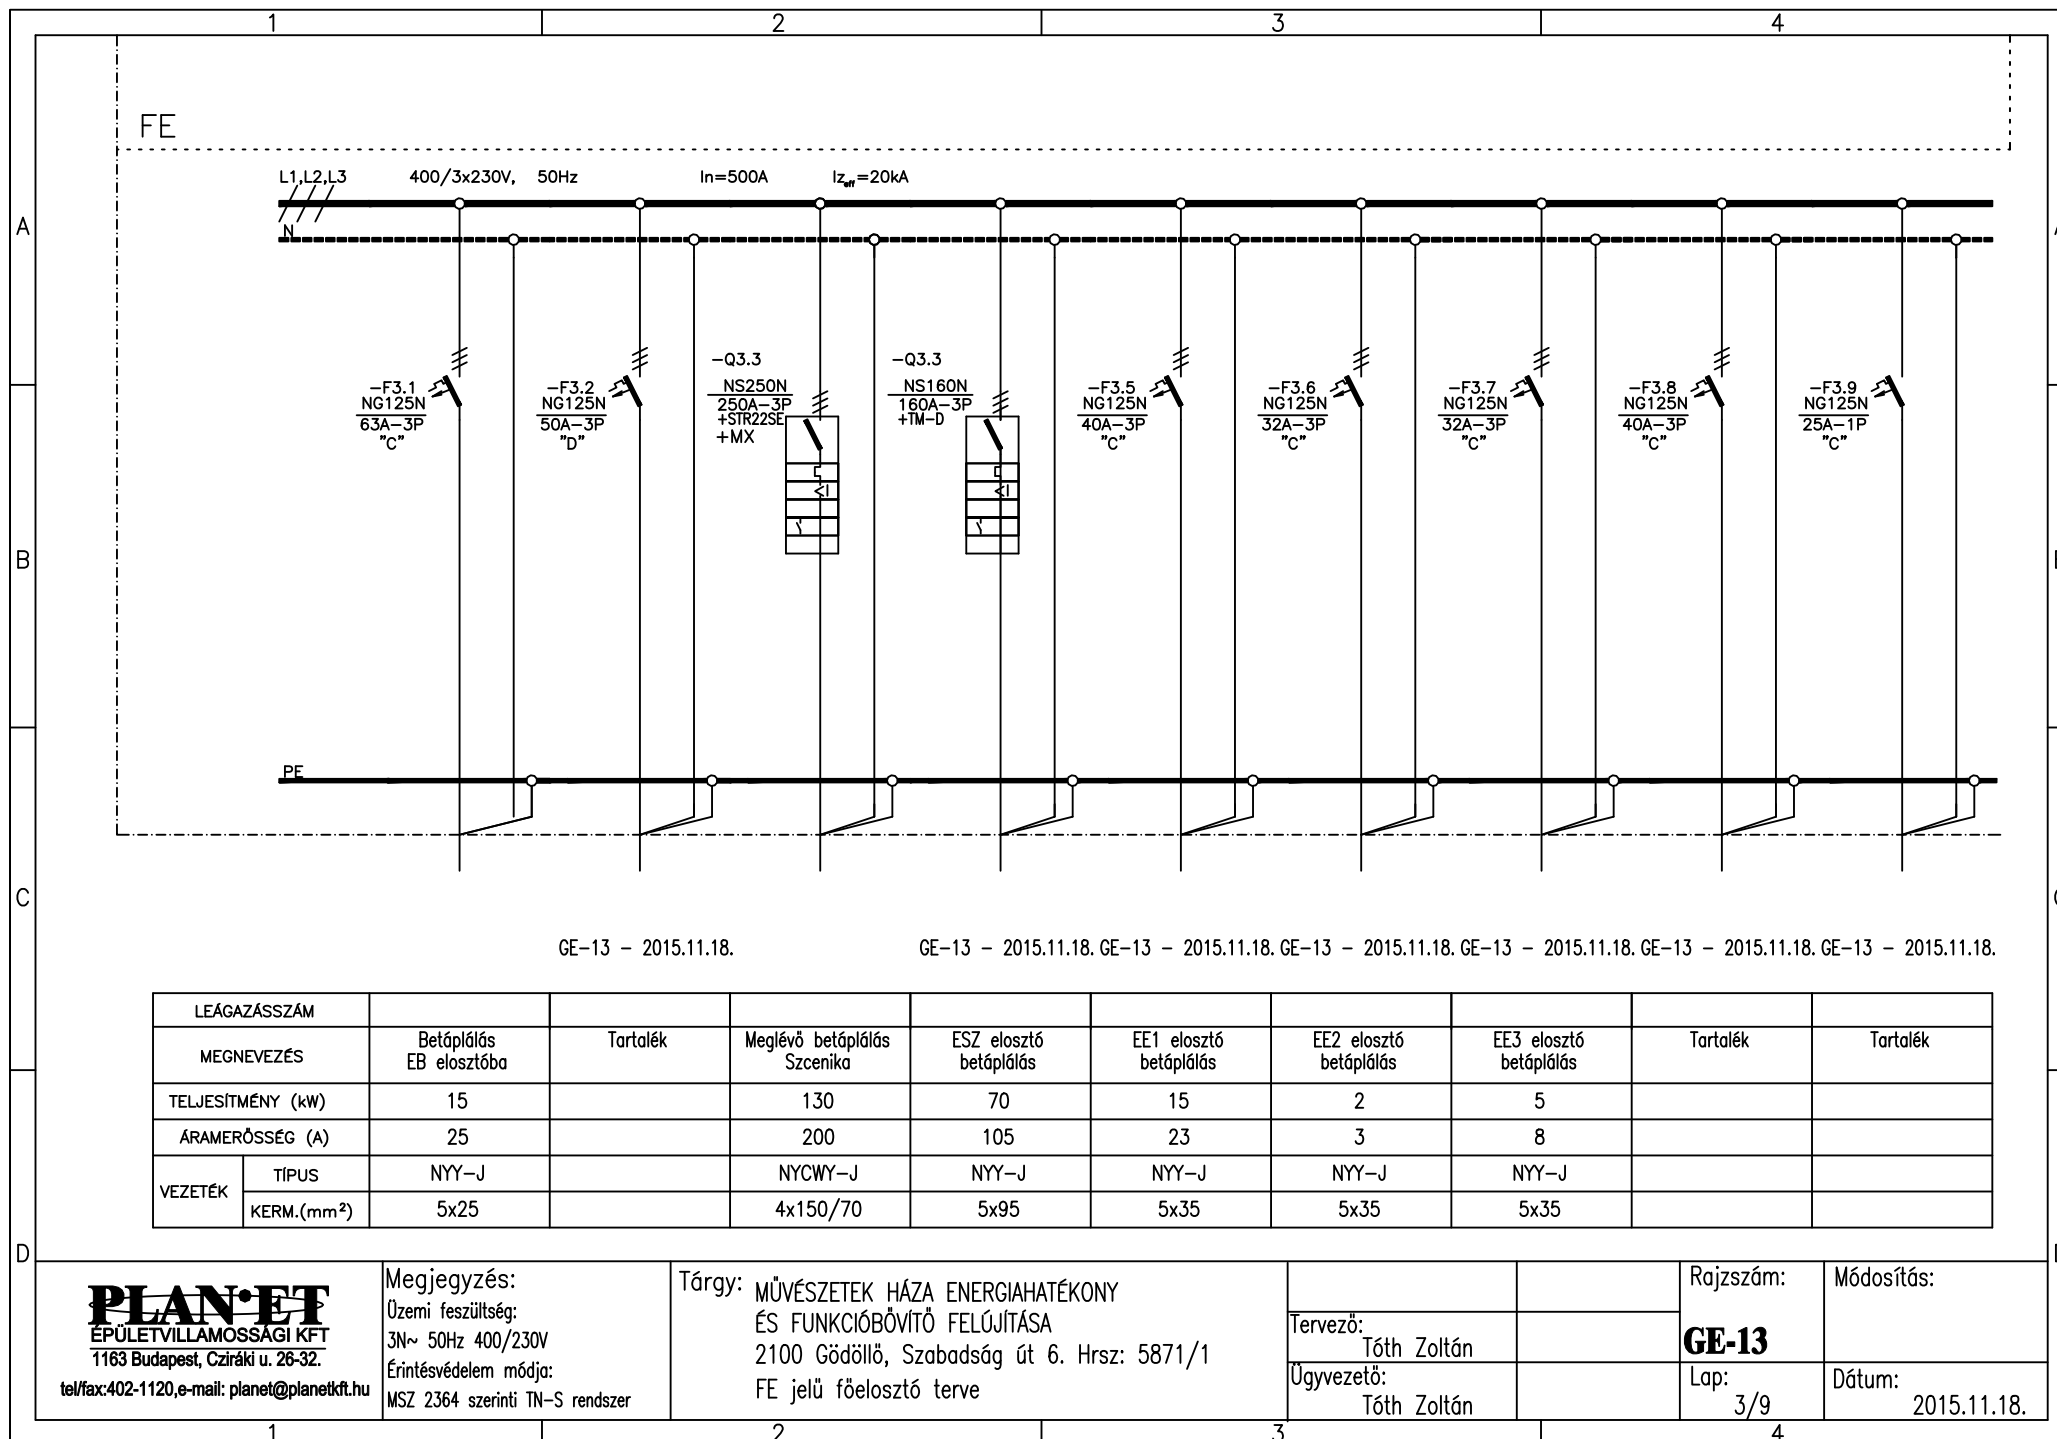 1 2 3 4
FE
L1,L2,L3 400/3x230V, 50Hz In=500A Iz_eff=20kA
A
N
-F3.1
NG125N
63A-3P
"C"
-F3.2
NG125N
50A-3P
"D"
-Q3.3
NS250N
250A-3P
+STR22SE
+MX
-Q3.3
NS160N
160A-3P
+TM-D
-F3.5
NG125N
40A-3P
"C"
-F3.6
NG125N
32A-3P
"C"
-F3.7
NG125N
32A-3P
"C"
-F3.8
NG125N
40A-3P
"C"
-F3.9
NG125N
25A-1P
"C"
B
PE
C
GE-13 - 2015.11.18. GE-13 - 2015.11.18. GE-13 - 2015.11.18. GE-13 - 2015.11.18. GE-13 - 2015.11.18. GE-13 - 2015.11.18. GE-13 - 2015.11.18.
LEÁGAZÁSSZÁM
MEGNEVEZÉS
Betáplálás
EB elosztóba
Tartalék
Meglévő betáplálás
Szcenika
ESZ elosztó
betáplálás
EE1 elosztó
betáplálás
EE2 elosztó
betáplálás
EE3 elosztó
betáplálás
Tartalék
Tartalék
TELJESÍTMÉNY (kW) 15 130 70 15 2 5
ÁRAMERŐSSÉG (A) 25 200 105 23 3 8
VEZETÉK
TÍPUS NYY-J NYCWY-J NYY-J NYY-J NYY-J NYY-J
KERM.(mm²) 5x25 4x150/70 5x95 5x35 5x35 5x35
D
PLAN•ET
ÉPÜLETVILLAMOSSÁGI KFT
1163 Budapest, Cziráki u. 26-32.
tel/fax:402-1120,e-mail: planet@planetkft.hu
Megjegyzés:
Üzemi feszültség:
3N~ 50Hz 400/230V
Érintésvédelem módja:
MSZ 2364 szerinti TN-S rendszer
Tárgy: MŰVÉSZETEK HÁZA ENERGIAHATÉKONY
ÉS FUNKCIÓBŐVÍTŐ FELÚJÍTÁSA
2100 Gödöllő, Szabadság út 6. Hrsz: 5871/1
FE jelű főelosztó terve
Tervező:
Tóth Zoltán
Ügyvezető:
Tóth Zoltán
Rajzszám:
GE-13
Lap:
3/9
Módosítás:
Dátum:
2015.11.18.
1 2 3 4